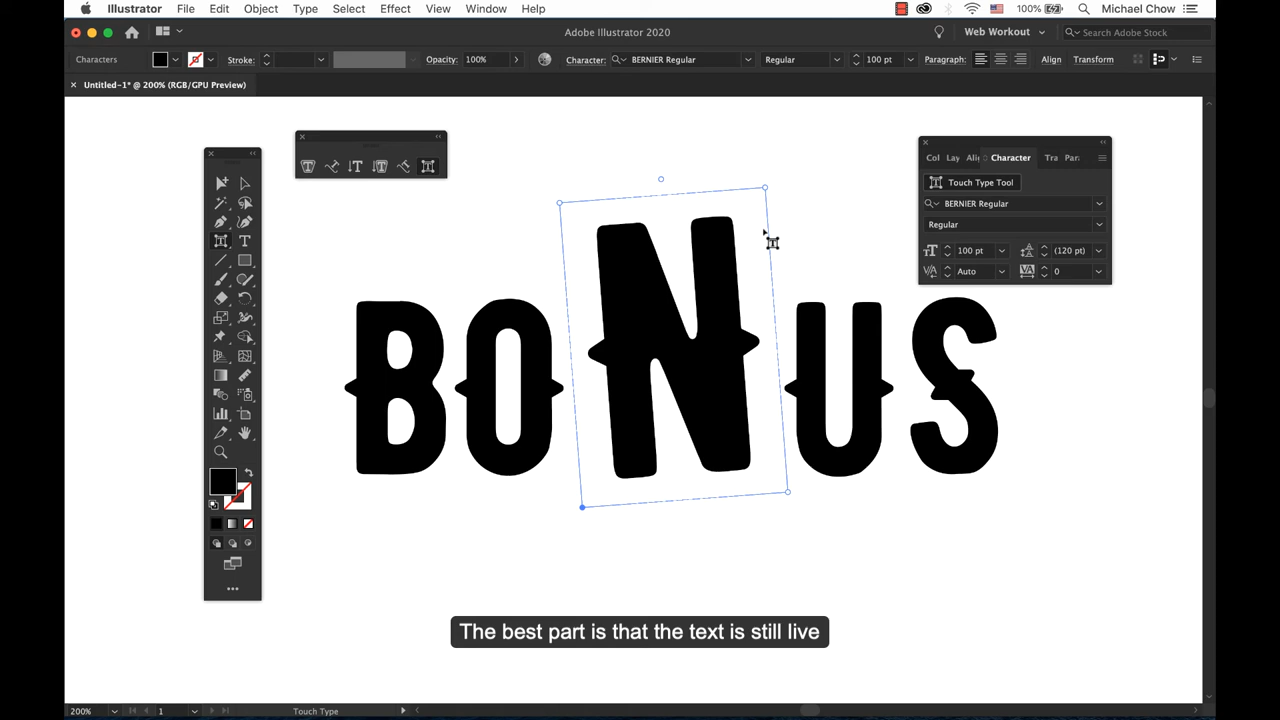 Illustrator File Edit Object Type Select Effect View Window Help 100% Michael Chow
Adobe Illustrator 2020 Web Workout Search Adobe Stock
Characters Stroke: Opacity: 100% Character: BERNIER Regular Regular 100 pt Paragraph: Align Transform
Untitled-1* @ 200% (RGB/GPU Preview)
Col Lay Ali Character Tra Par
Touch Type Tool
BERNIER Regular
Regular
100 pt (120 pt)
Auto 0
BONUS
The best part is that the text is still live
200% 1 Touch Type